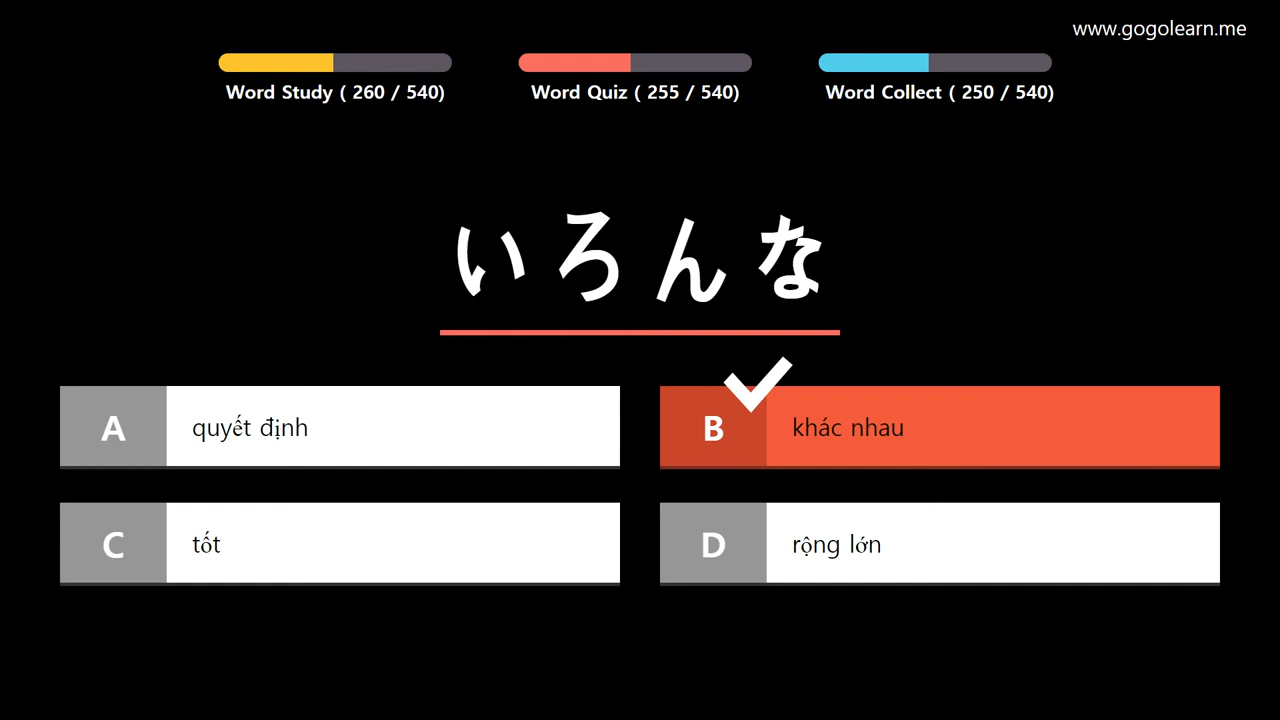 www.gogolearn.me
Word Study ( 260 / 540)
Word Quiz ( 255 / 540)
Word Collect ( 250 / 540)
いろんな
A quyết định
B khác nhau
C tốt
D rộng lớn